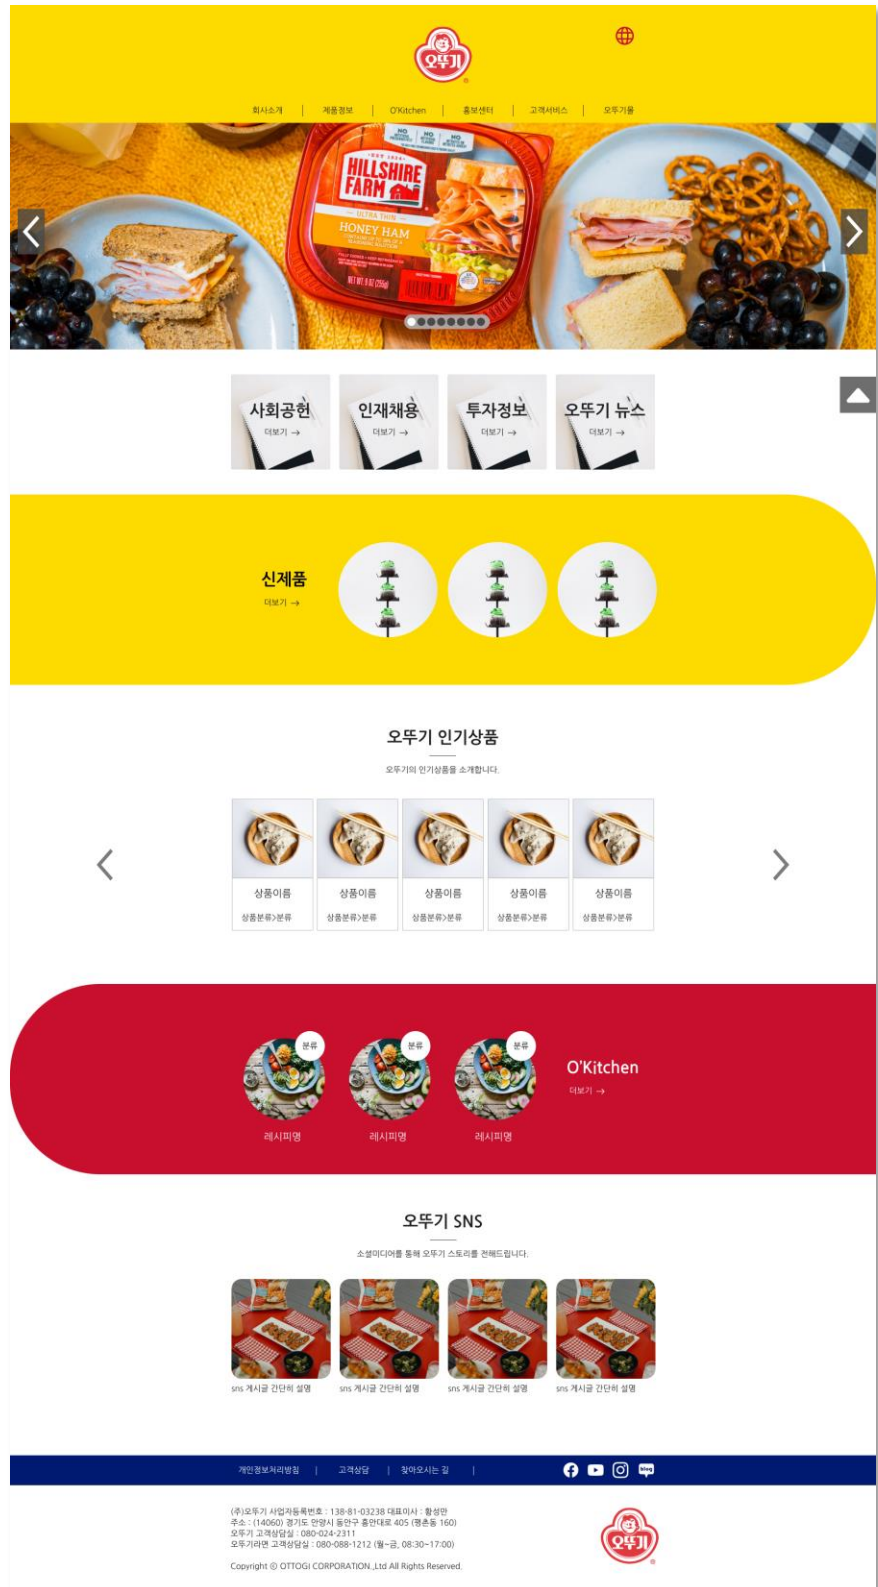 오뚜기
회사소개 | 제품정보 | O'Kitchen | 홍보센터 | 고객서비스 | 오뚜기몰
NO
NO
NO
HILLSHIRE
FARM
ULTRA THIN
HONEY HAM
NET WT. 9 OZ (255g)
사회공헌
더보기 →
인재채용
더보기 →
투자정보
더보기 →
오뚜기 뉴스
더보기 →
신제품
더보기 →
오뚜기 인기상품
오뚜기의 인기상품을 소개합니다.
상품이름 상품이름 상품이름 상품이름 상품이름
상품분류>분류 상품분류>분류 상품분류>분류 상품분류>분류 상품분류>분류
분류 분류 분류
레시피명 레시피명 레시피명
O'Kitchen
더보기 →
오뚜기 SNS
소셜미디어를 통해 오뚜기 스토리를 전해드립니다.
sns 게시글 간단히 설명 sns 게시글 간단히 설명 sns 게시글 간단히 설명 sns 게시글 간단히 설명
개인정보처리방침 | 고객상담 | 찾아오시는 길 |
blog
(주)오뚜기 사업자등록번호 : 138-81-03238 대표이사 : 황성만
주소 : (14060) 경기도 안양시 동안구 흥안대로 405 (평촌동 160)
오뚜기 고객상담실 : 080-024-2311
오뚜기라면 고객상담실 : 080-088-1212 (월~금, 08:30~17:00)
Copyright ⓒ OTTOGI CORPORATION.,Ltd All Rights Reserved.
오뚜기